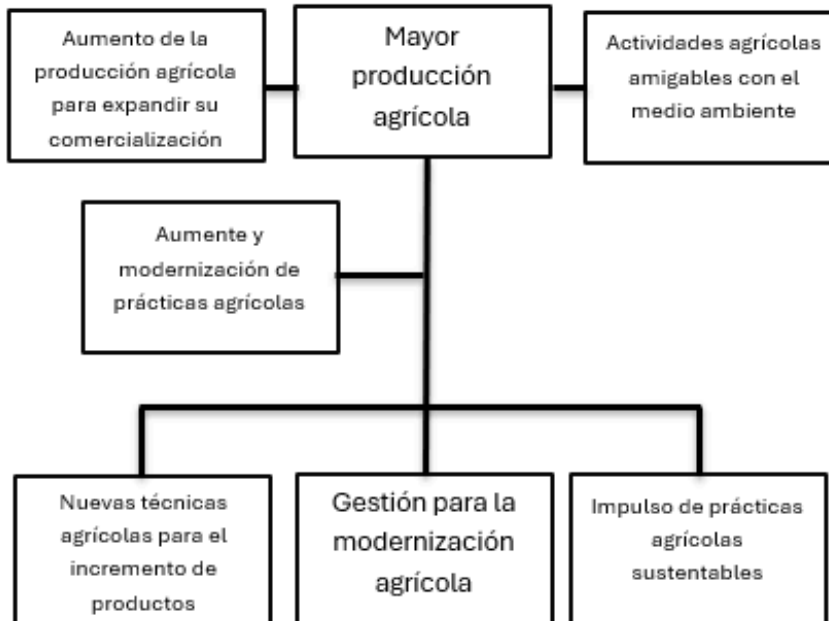 Aumento de la
producción agrícola
para expandir su
comercialización
Mayor
producción
agrícola
Actividades agrícolas
amigables con el
medio ambiente
Aumente y
modernización de
prácticas agrícolas
Nuevas técnicas
agrícolas para el
incremento de
productos
Gestión para la
modernización
agrícola
Impulso de prácticas
agrícolas
sustentables